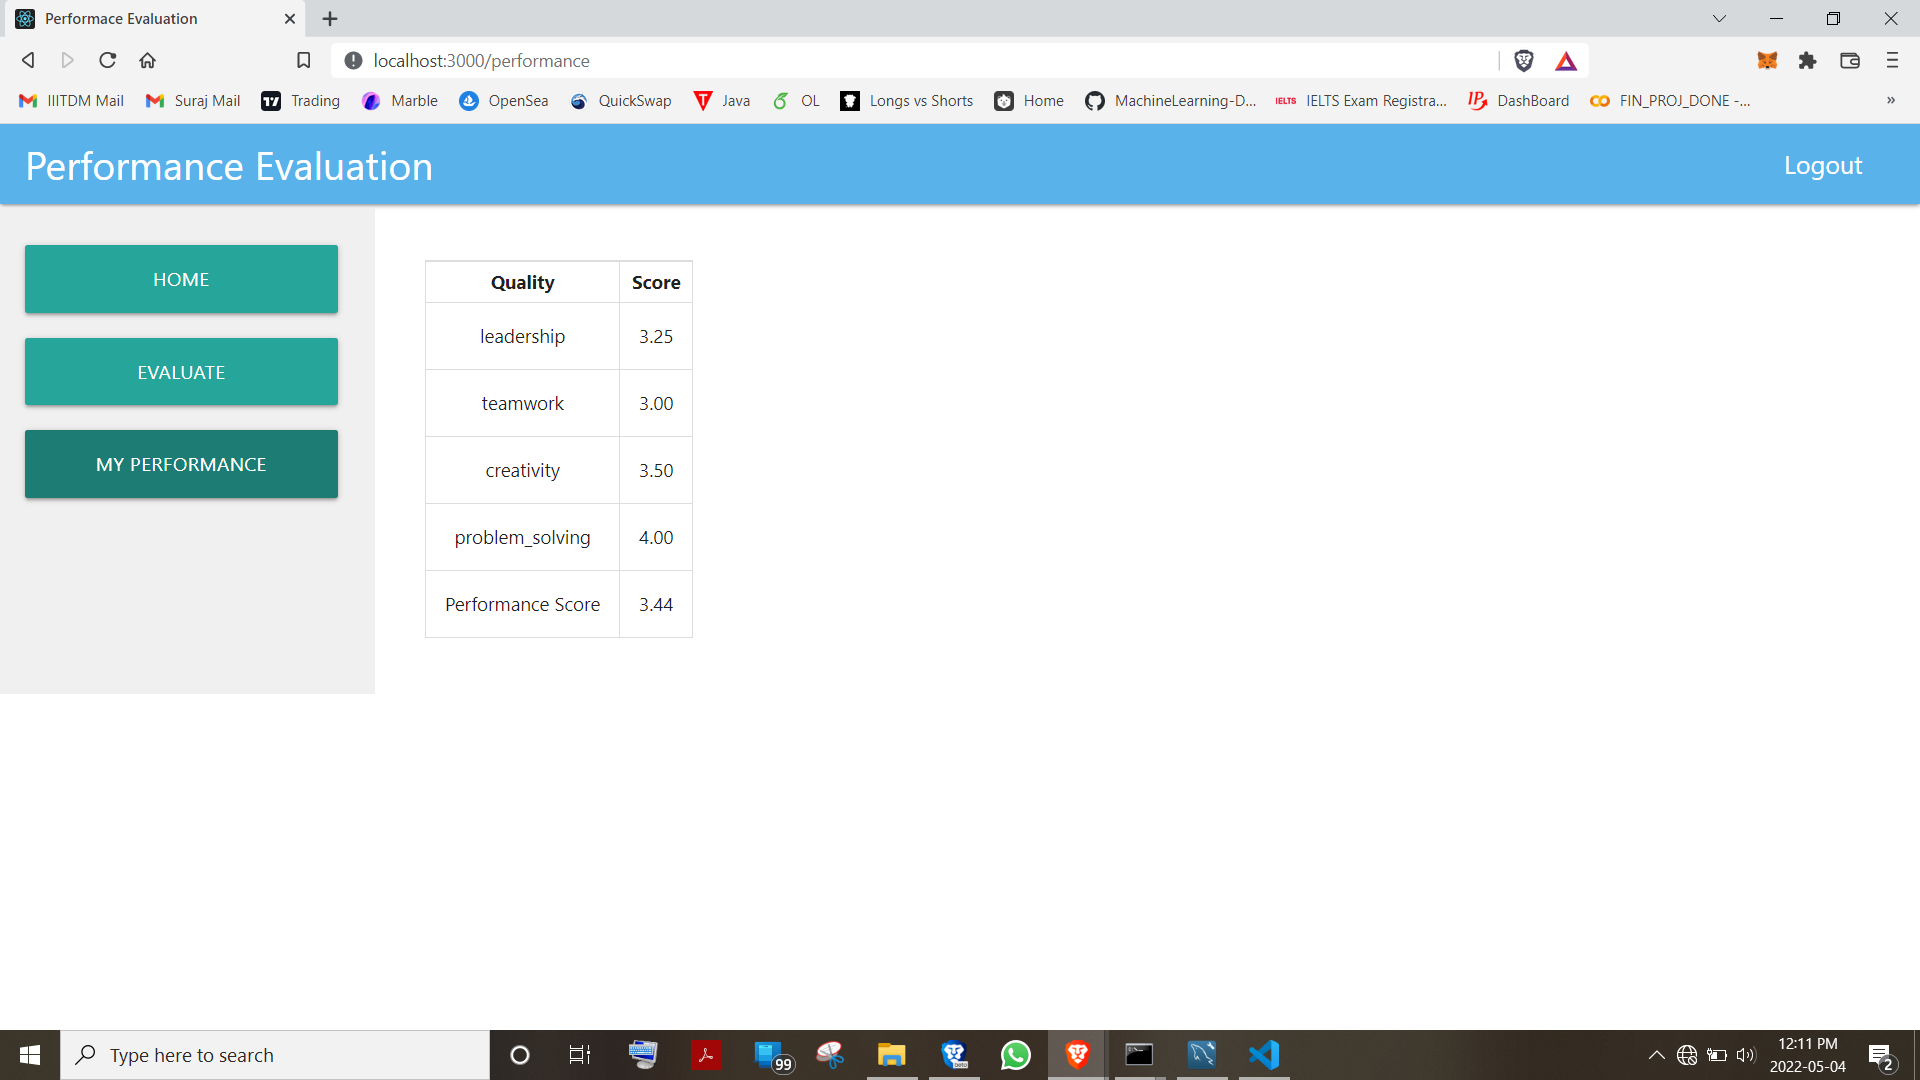 Performace Evaluation
localhost:3000/performance
IIITDM Mail Suraj Mail Trading Marble OpenSea QuickSwap Java OL Longs vs Shorts Home MachineLearning-D... IELTS IELTS Exam Registra... IP DashBoard FIN_PROJ_DONE -... »
Performance Evaluation Logout
HOME
EVALUATE
MY PERFORMANCE
Quality Score
leadership 3.25
teamwork 3.00
creativity 3.50
problem_solving 4.00
Performance Score 3.44
Type here to search
99
beta
12:11 PM
2022-05-04
2